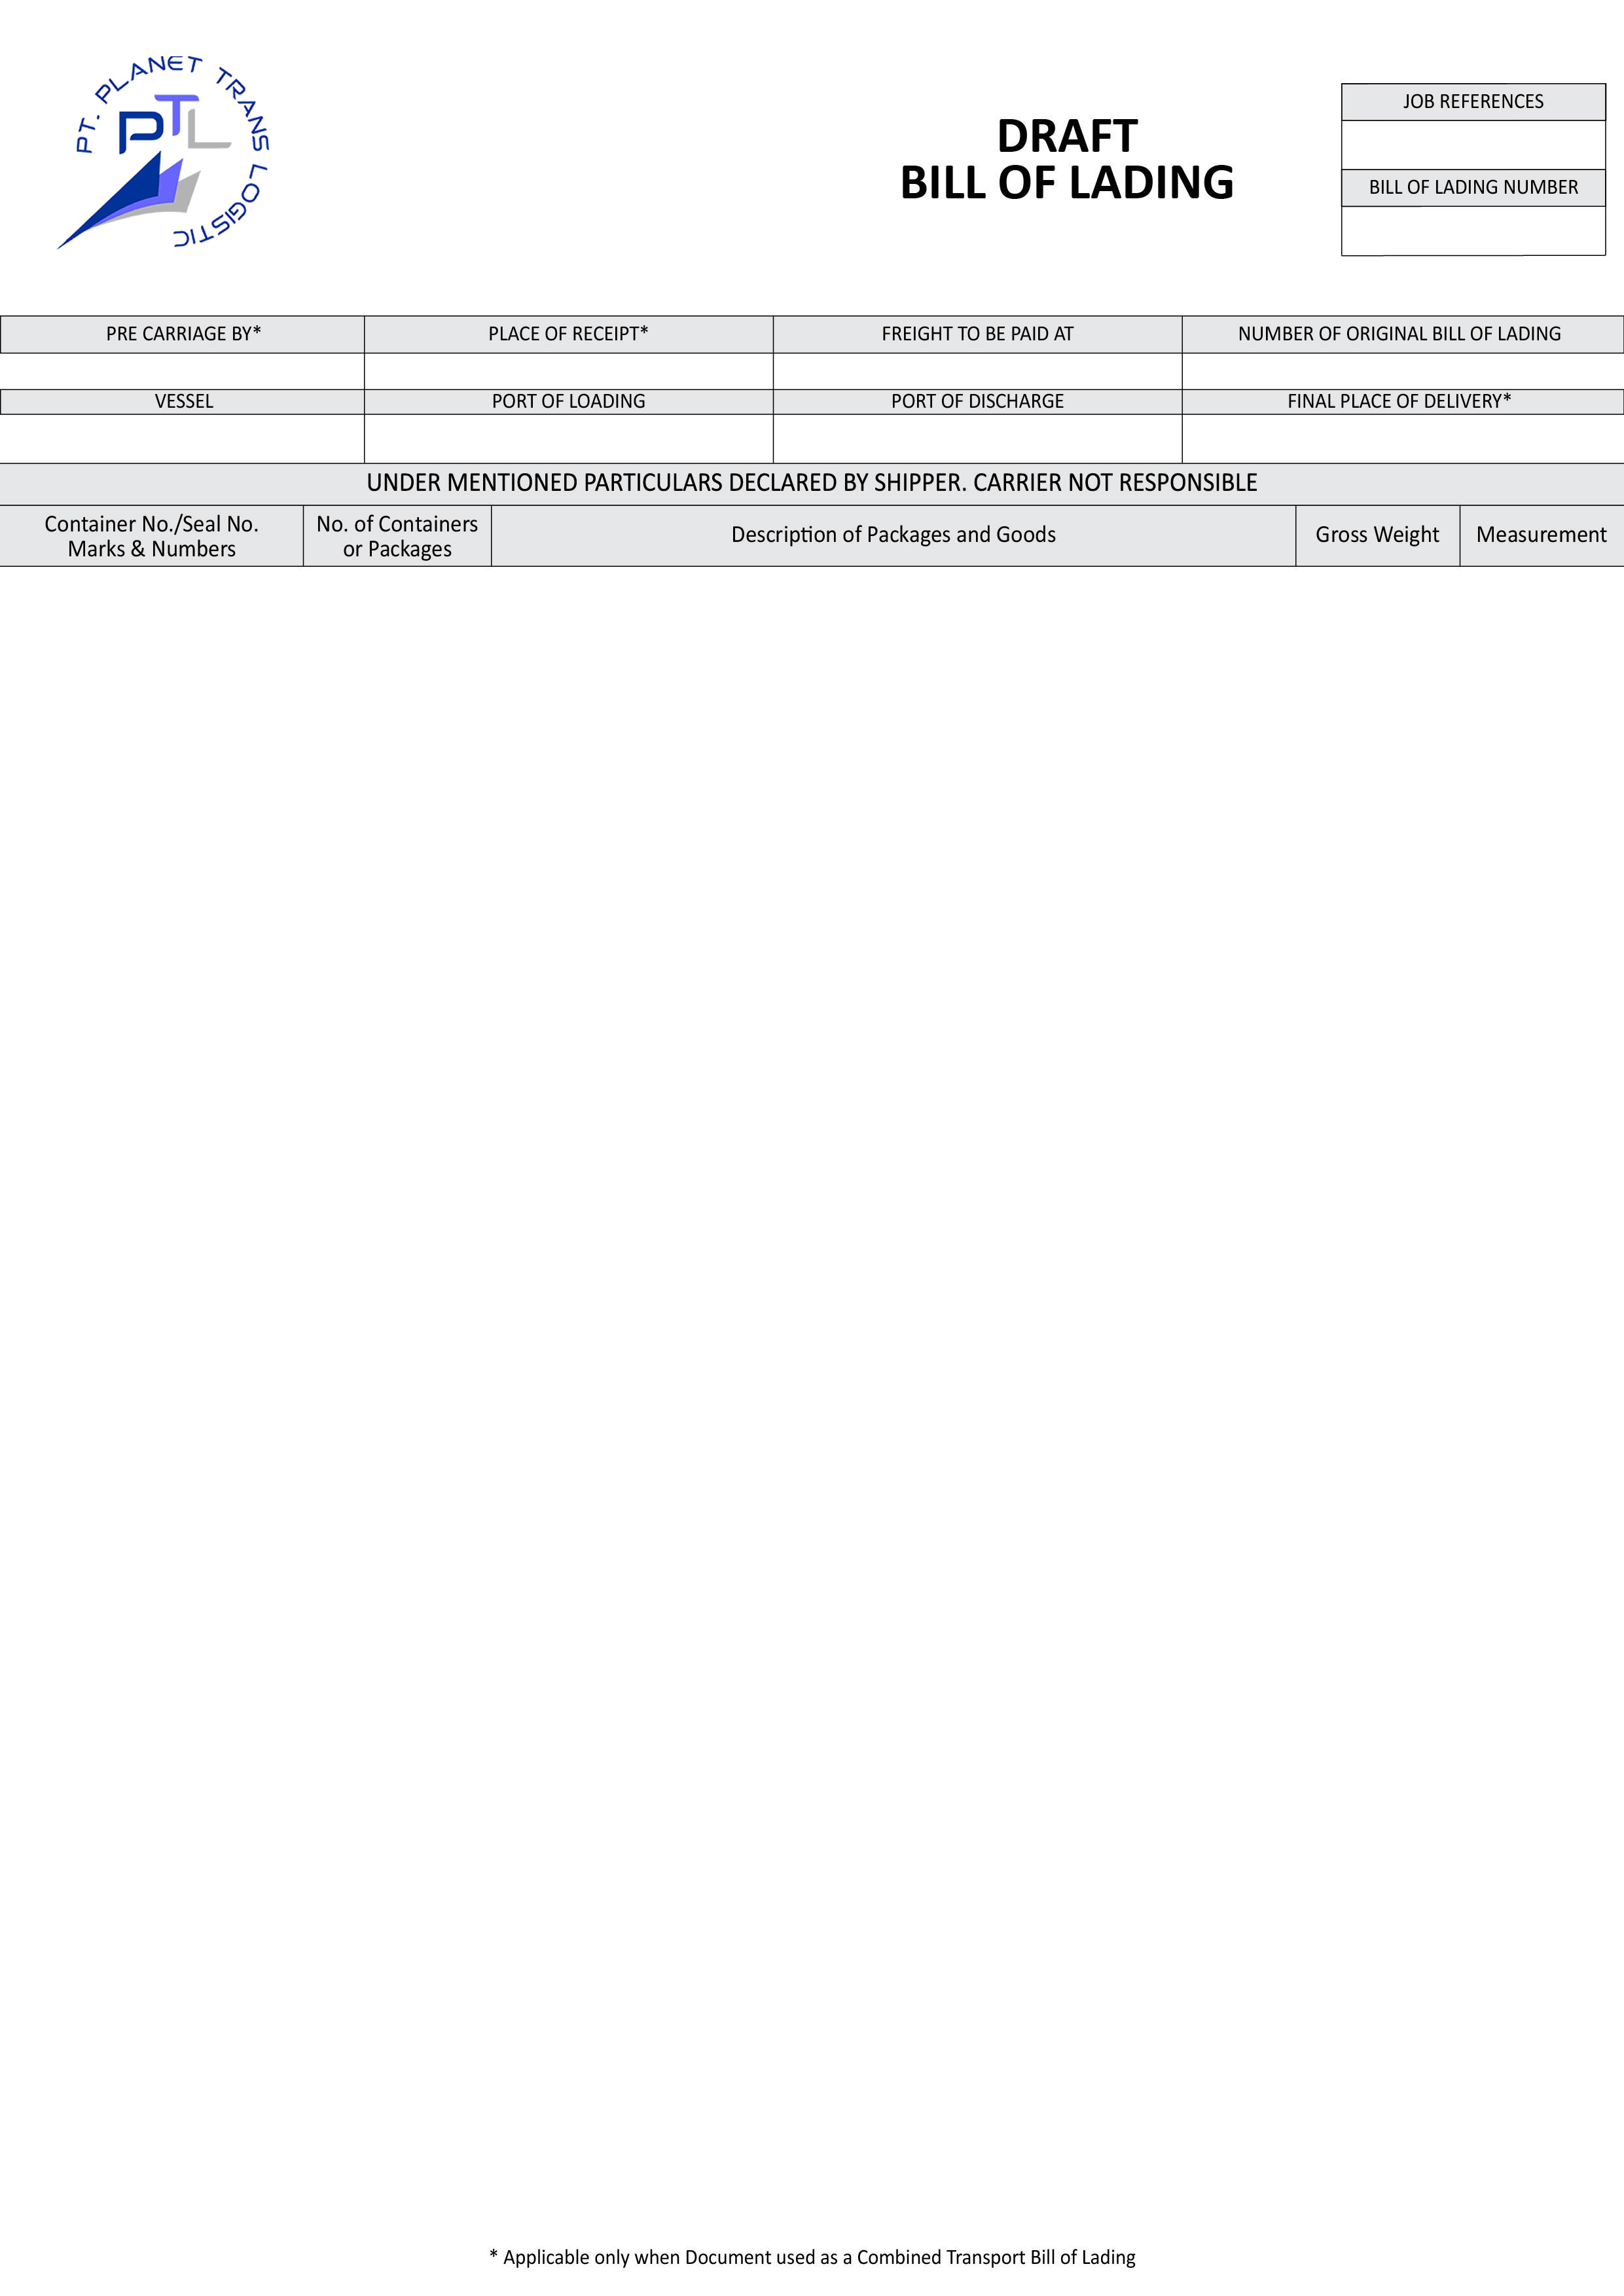 PT. PLANET TRANS LOGISTIC
PTL
DRAFT
BILL OF LADING
JOB REFERENCES
BILL OF LADING NUMBER
PRE CARRIAGE BY* PLACE OF RECEIPT* FREIGHT TO BE PAID AT NUMBER OF ORIGINAL BILL OF LADING
VESSEL PORT OF LOADING PORT OF DISCHARGE FINAL PLACE OF DELIVERY*
UNDER MENTIONED PARTICULARS DECLARED BY SHIPPER. CARRIER NOT RESPONSIBLE
Container No./Seal No.
Marks & Numbers
No. of Containers
or Packages
Description of Packages and Goods
Gross Weight
Measurement
* Applicable only when Document used as a Combined Transport Bill of Lading